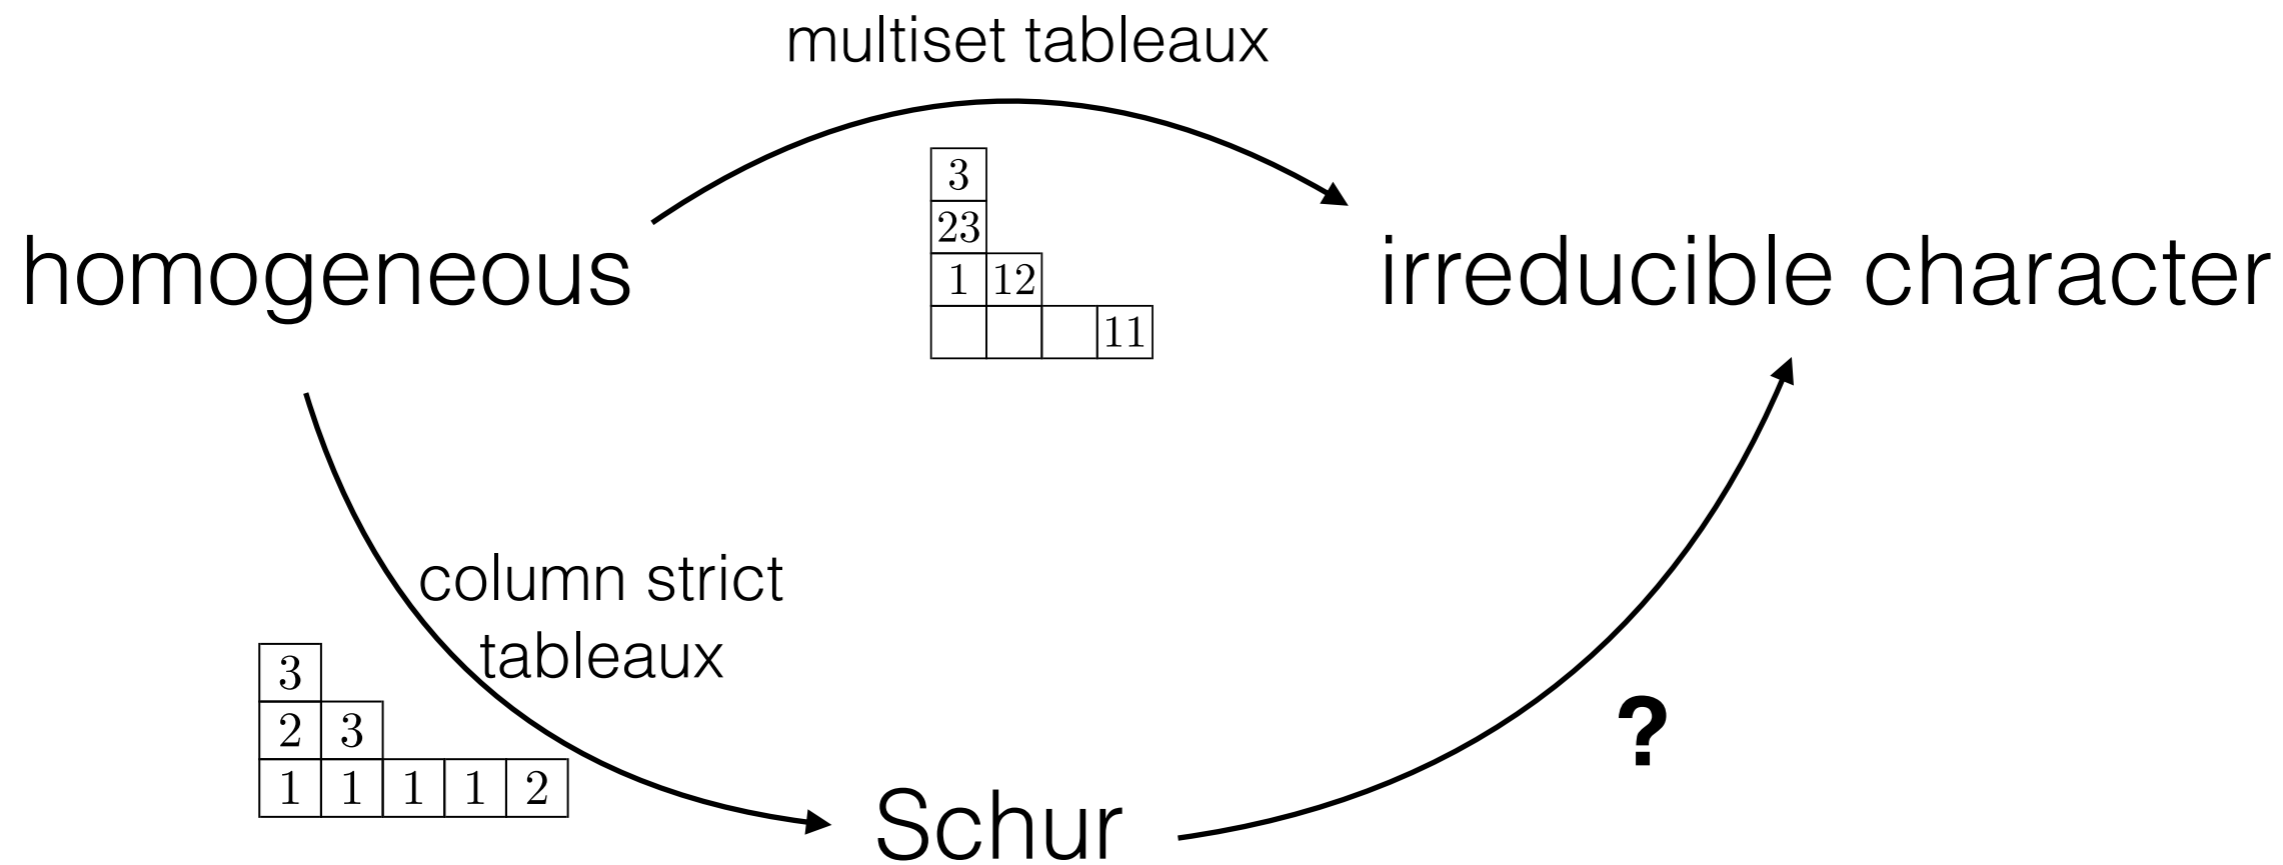 multiset tableaux
3
23
1 12
11
homogeneous
irreducible character
column strict
tableaux
3
2 3
1 1 1 1 2
?
Schur